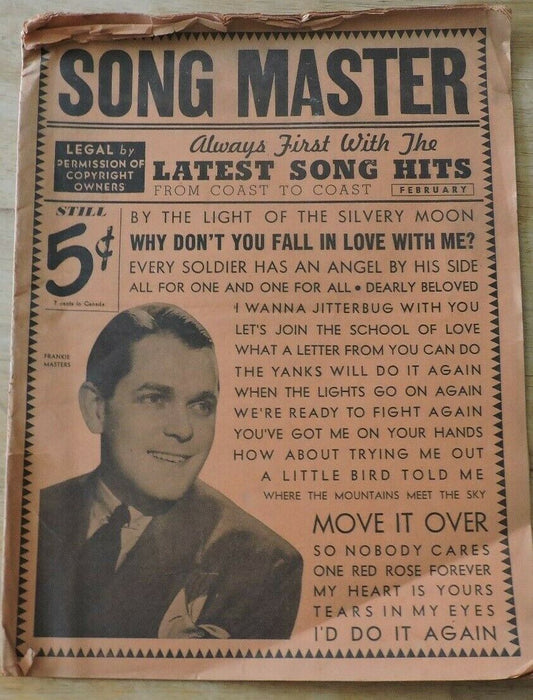 SONG MASTER
LEGAL by
PERMISSION OF
COPYRIGHT
OWNERS
Always First With The
LATEST SONG HITS
FROM COAST TO COAST
FEBRUARY
STILL
5¢
7 cents in Canada
BY THE LIGHT OF THE SILVERY MOON
WHY DON'T YOU FALL IN LOVE WITH ME?
EVERY SOLDIER HAS AN ANGEL BY HIS SIDE
ALL FOR ONE AND ONE FOR ALL • DEARLY BELOVED
I WANNA JITTERBUG WITH YOU
LET'S JOIN THE SCHOOL OF LOVE
WHAT A LETTER FROM YOU CAN DO
THE YANKS WILL DO IT AGAIN
WHEN THE LIGHTS GO ON AGAIN
WE'RE READY TO FIGHT AGAIN
YOU'VE GOT ME ON YOUR HANDS
HOW ABOUT TRYING ME OUT
A LITTLE BIRD TOLD ME
WHERE THE MOUNTAINS MEET THE SKY
MOVE IT OVER
SO NOBODY CARES
ONE RED ROSE FOREVER
MY HEART IS YOURS
TEARS IN MY EYES
I'D DO IT AGAIN
FRANKIE
MASTERS